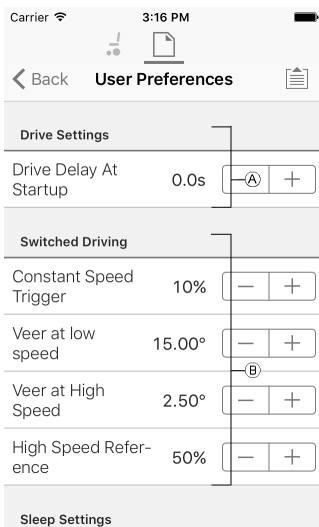 Carrier 3:16 PM
Back User Preferences
Drive Settings
Drive Delay At
Startup
0.0s
A
Switched Driving
Constant Speed
Trigger
10%
Veer at low
speed
15.00°
B
Veer at High
Speed
2.50°
High Speed Refer-
ence
50%
Sleep Settings